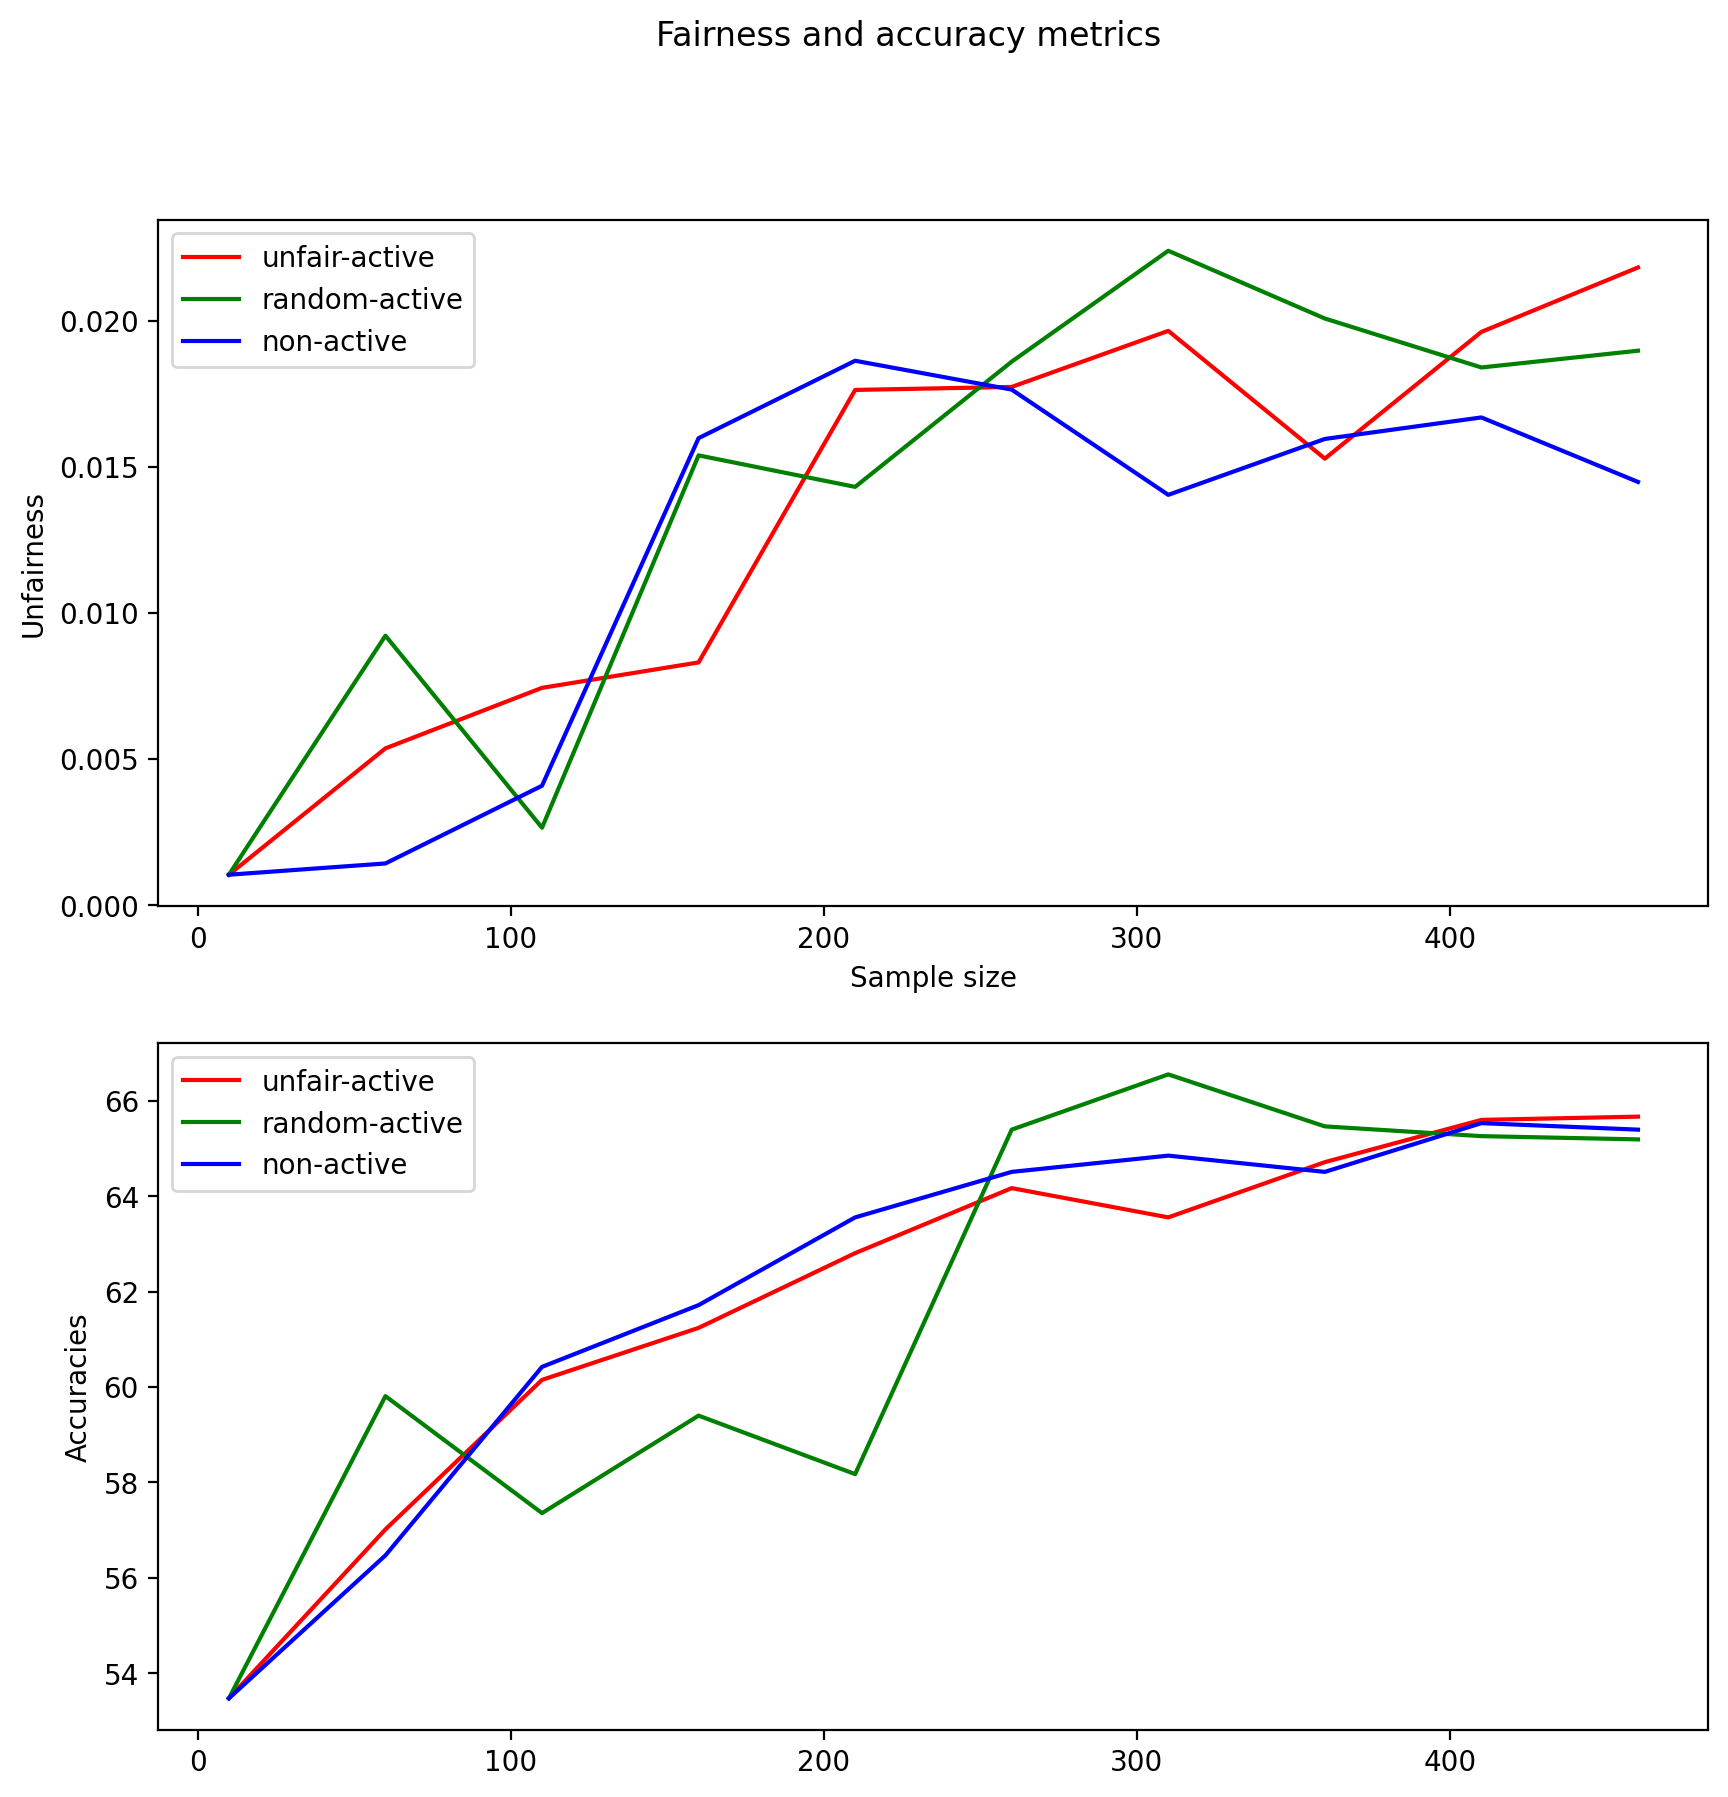 Fairness and accuracy metrics
unfair-active
random-active
non-active
0.020
0.015
0.010
0.005
0.000
Unfairness
0 100 200 300 400
Sample size
unfair-active
random-active
non-active
66
64
62
60
58
56
54
Accuracies
0 100 200 300 400